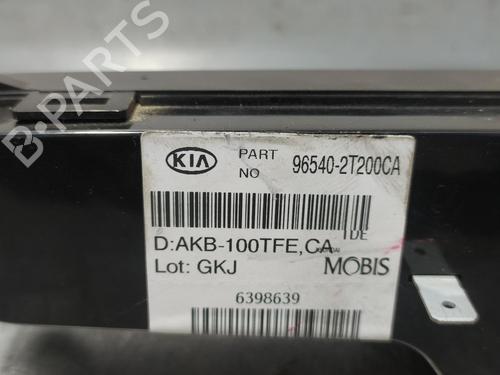 B-PARTS
KIA PART NO 96540-2T200CA
IDE
D:AKB-100TFE,CA
Lot: GKJ MOBIS
6398639